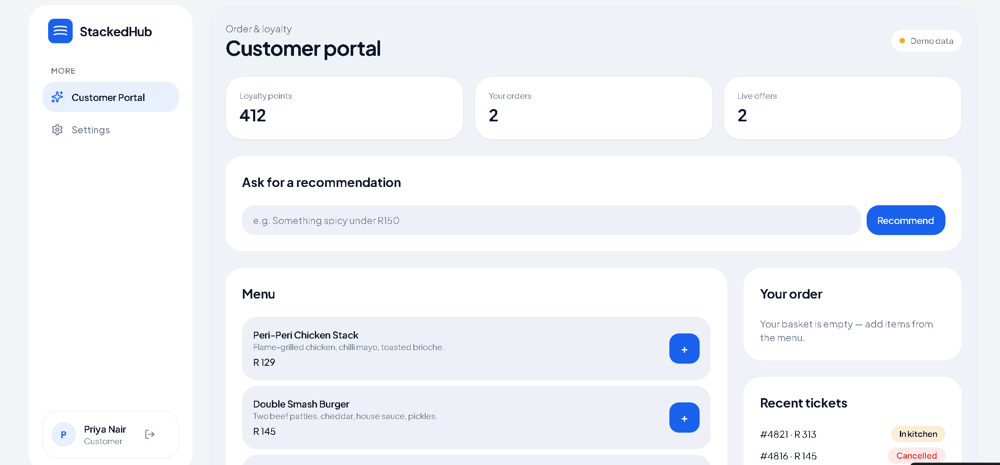 StackedHub
MORE
Customer Portal
Settings
Priya Nair
Customer
P
Order & loyalty
Customer portal
Demo data
Loyalty points
412
Your orders
2
Live offers
2
Ask for a recommendation
e.g. Something spicy under R150
Recommend
Menu
Peri-Peri Chicken Stack
Flame-grilled chicken, chilli mayo, toasted brioche.
R 129
+
Double Smash Burger
Two beef patties, cheddar, house sauce, pickles.
R 145
+
Your order
Your basket is empty — add items from
the menu.
Recent tickets
#4821 · R 313
In kitchen
#4816 · R 145
Cancelled